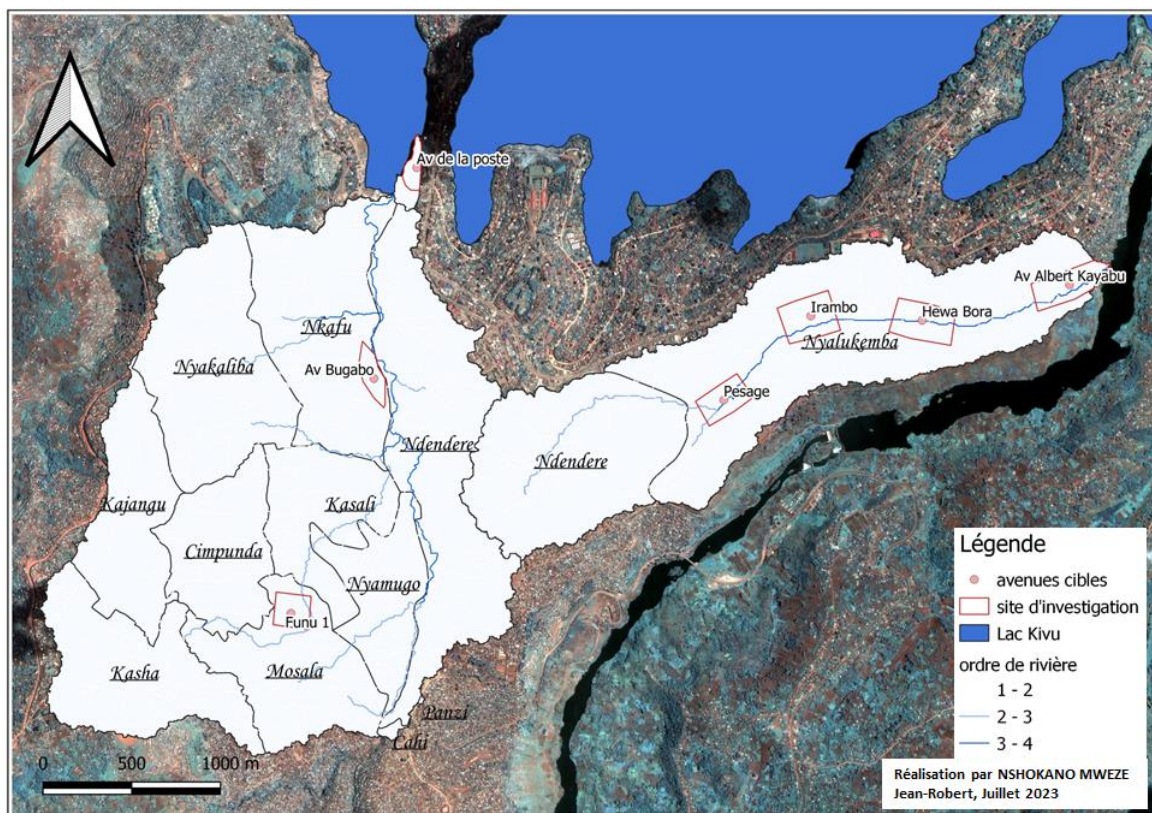 Av de la poste
Av Albert Kayabu
Irambo
Hewa Bora
Nkafu
Nyalukemba
Nyakaliba
Av Bugabo
Pesage
Ndendere
Ndendere
Kajangu
Kasali
Cimpunda
Nyamugo
Funu 1
Kasha
Mosala
Panzi
Cahi
0 500 1000 m
Légende
avenues cibles
site d'investigation
Lac Kivu
ordre de rivière
1 - 2
2 - 3
3 - 4
Réalisation par NSHOKANO MWEZE
Jean-Robert, Juillet 2023